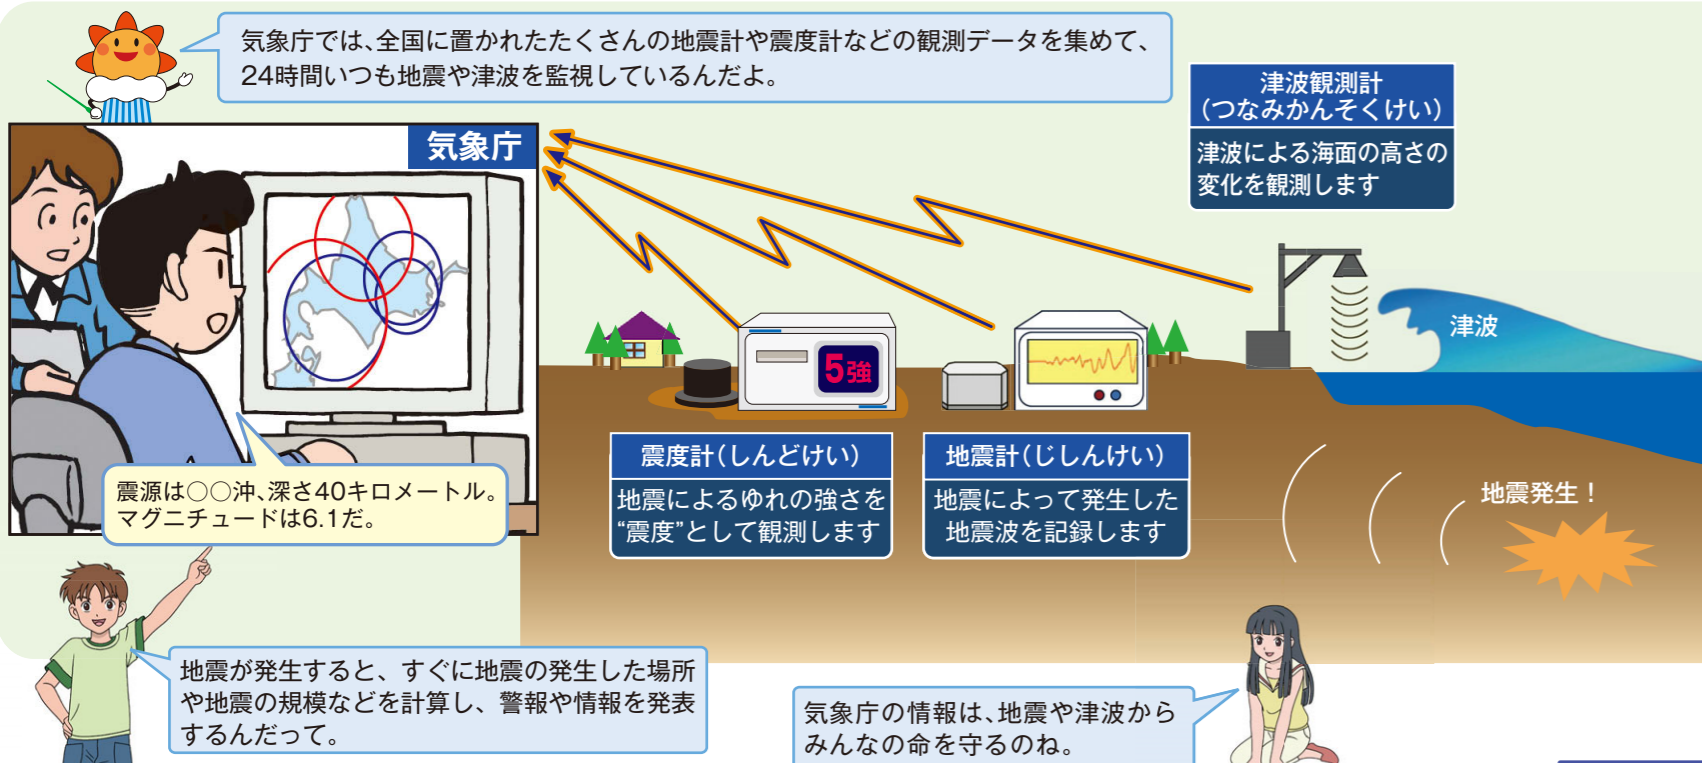 気象庁では、全国に置かれたたくさんの地震計や震度計などの観測データを集めて、
24時間いつも地震や津波を監視しているんだよ。
気象庁
震源は○○沖、深さ40キロメートル。
マグニチュードは6.1だ。
津波観測計
（つなみかんそくけい）
津波による海面の高さの
変化を観測します
津波
5強
震度計（しんどけい）
地震によるゆれの強さを
“震度”として観測します
地震計（じしんけい）
地震によって発生した
地震波を記録します
地震発生！
地震が発生すると、すぐに地震の発生した場所
や地震の規模などを計算し、警報や情報を発表
するんだって。
気象庁の情報は、地震や津波から
みんなの命を守るのね。